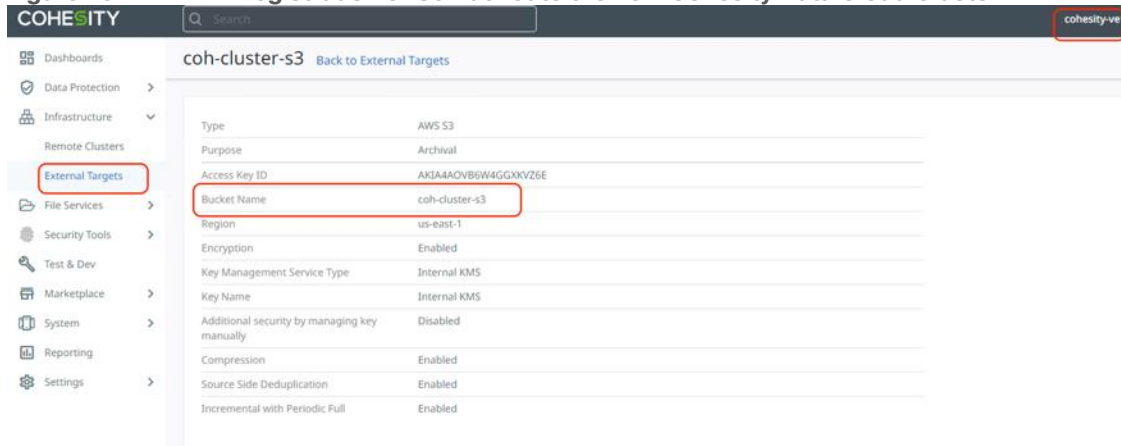 COHESITY
Search
cohesity-ve
Dashboards
coh-cluster-s3 Back to External Targets
Data Protection
Infrastructure
Remote Clusters
External Targets
File Services
Security Tools
Test & Dev
Marketplace
System
Reporting
Settings
Type AWS S3
Purpose Archival
Access Key ID AKIA4AOVB6W4GGXKVZ6E
Bucket Name coh-cluster-s3
Region us-east-1
Encryption Enabled
Key Management Service Type Internal KMS
Key Name Internal KMS
Additional security by managing key Disabled
manually
Compression Enabled
Source Side Deduplication Enabled
Incremental with Periodic Full Enabled